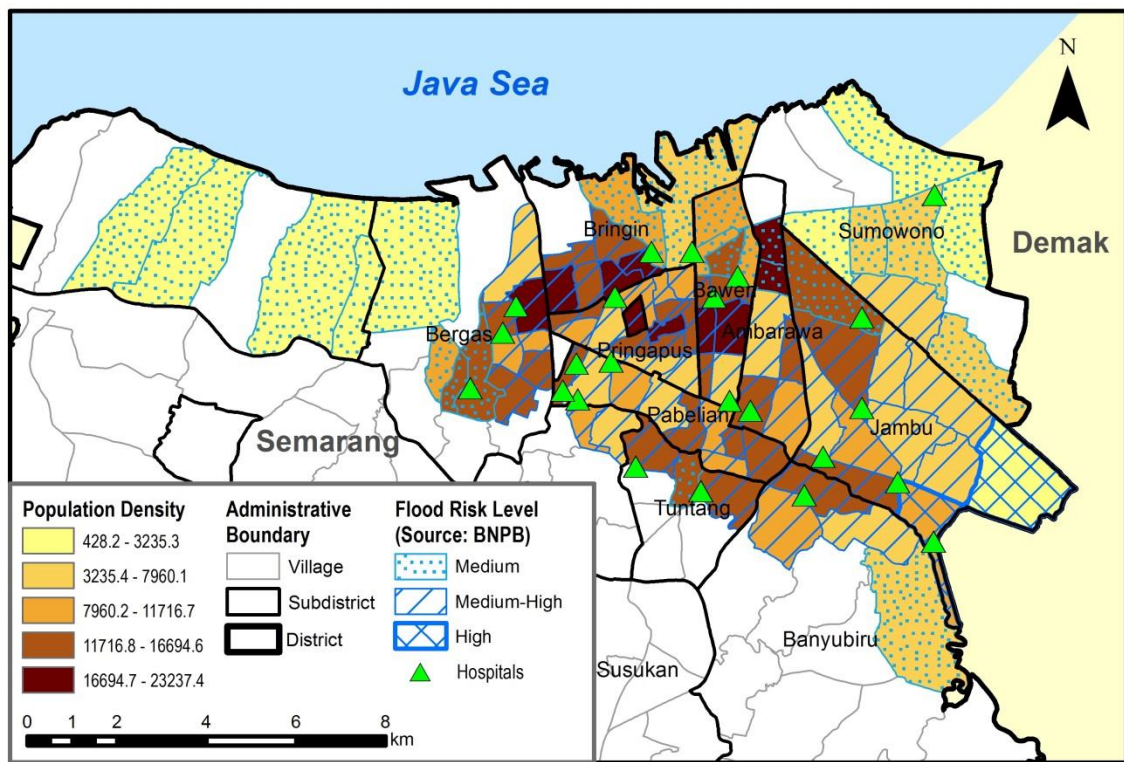 N
Java Sea
Bringin
Sumowono
Demak
Bawen
Bergas
Ambarawa
Pringapus
Pabelian
Jambu
Semarang
Tuntang
Banyubiru
Susukan
Population Density
428.2 - 3235.3
3235.4 - 7960.1
7960.2 - 11716.7
11716.8 - 16694.6
16694.7 - 23237.4
Administrative
Boundary
Village
Subdistrict
District
Flood Risk Level
(Source: BNPB)
Medium
Medium-High
High
Hospitals
0 1 2 4 6 8
km